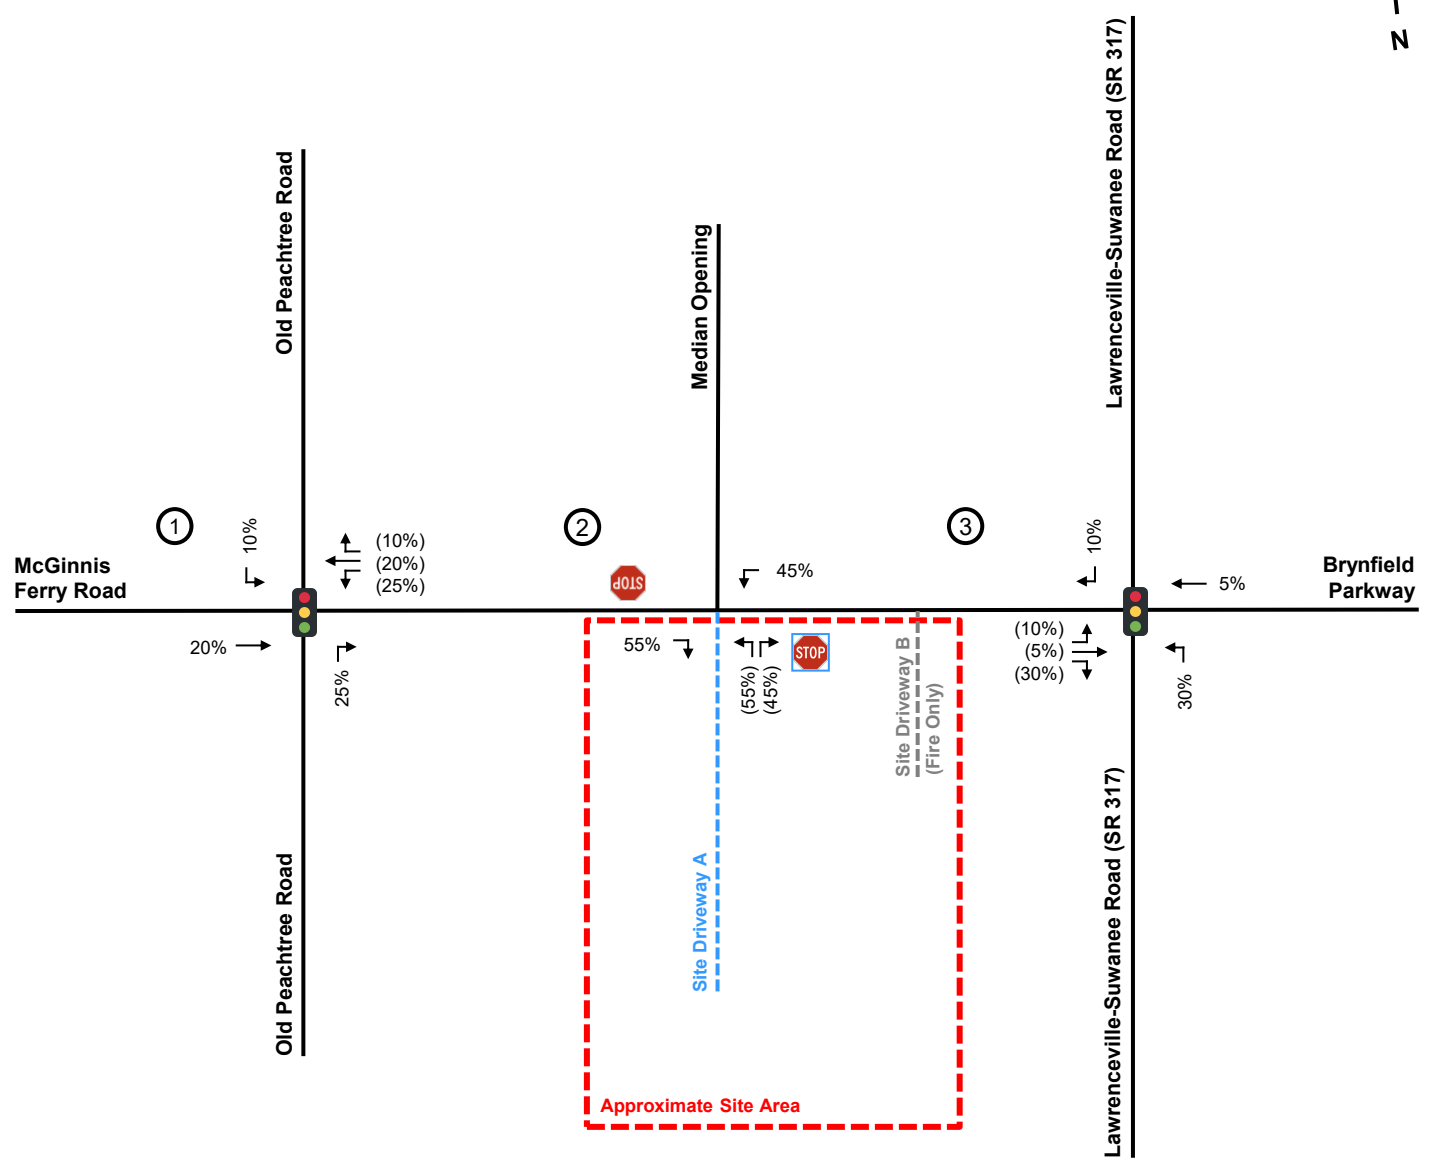 N
Lawrenceville-Suwanee Road (SR 317)
Old Peachtree Road
Median Opening
1
2
3
McGinnis
Ferry Road
Brynfield
Parkway
10%
(10%)
(20%)
(25%)
20%
25%
STOP
45%
55%
(55%)
(45%)
STOP
Site Driveway B
(Fire Only)
10%
5%
(10%)
(5%)
(30%)
30%
Site Driveway A
Old Peachtree Road
Lawrenceville-Suwanee Road (SR 317)
Approximate Site Area